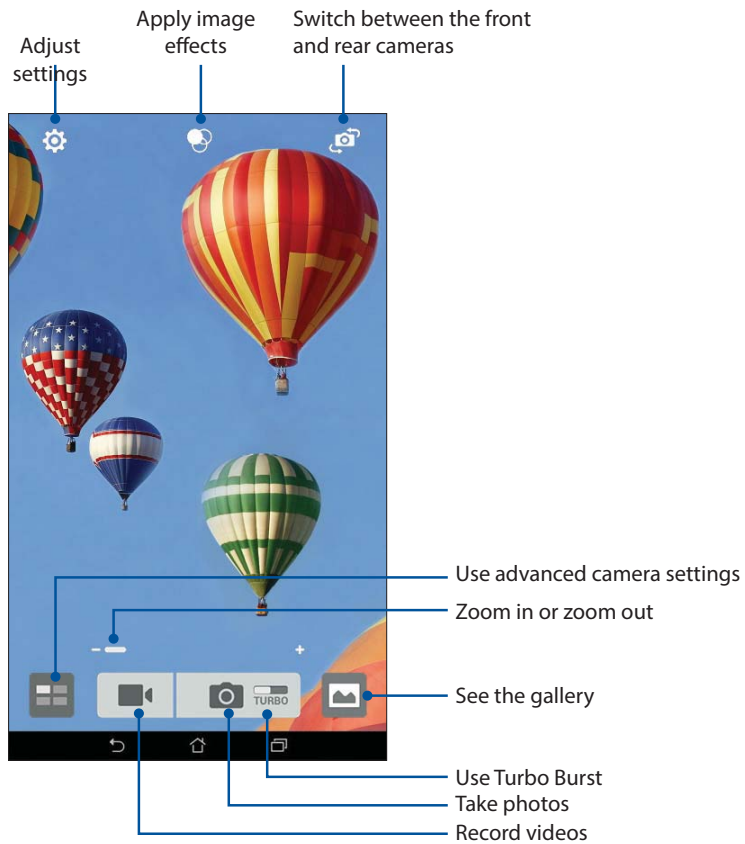 Adjust
settings
Apply image
effects
Switch between the front
and rear cameras
Use advanced camera settings
Zoom in or zoom out
See the gallery
TURBO
Use Turbo Burst
Take photos
Record videos